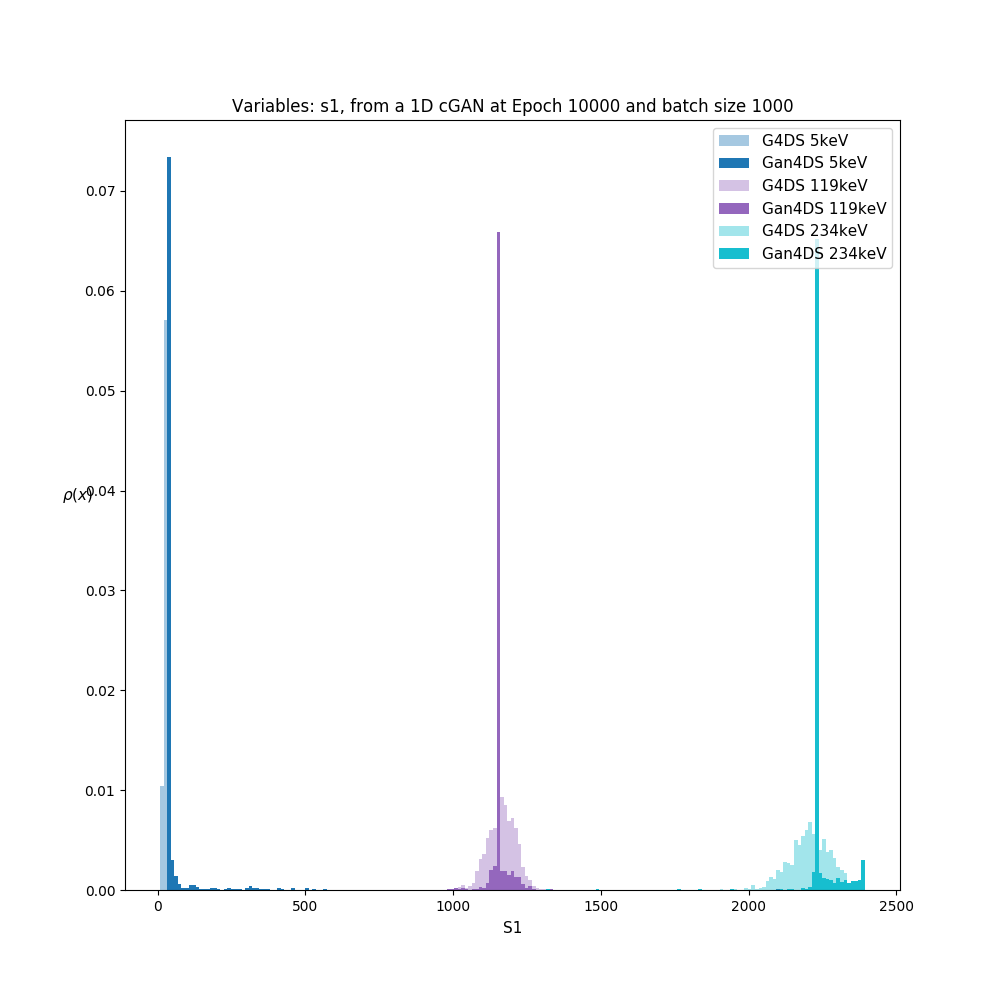 Variables: s1, from a 1D cGAN at Epoch 10000 and batch size 1000
G4DS 5keV
Gan4DS 5keV
G4DS 119keV
Gan4DS 119keV
G4DS 234keV
Gan4DS 234keV
0.07
0.06
0.05
ρ(x)
0.04
0.03
0.02
0.01
0.00
0 500 1000 1500 2000 2500
S1